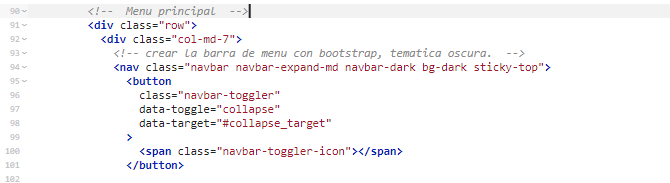 90 <!--  Menu principal  -->
91 <div class="row">
92 <div class="col-md-7">
93 <!-- crear la barra de menu con bootstrap, tematica oscura.  -->
94 <nav class="navbar navbar-expand-md navbar-dark bg-dark sticky-top">
95 <button
96 class="navbar-toggler"
97 data-toggle="collapse"
98 data-target="#collapse_target"
99 >
100 <span class="navbar-toggler-icon"></span>
101 </button>
102